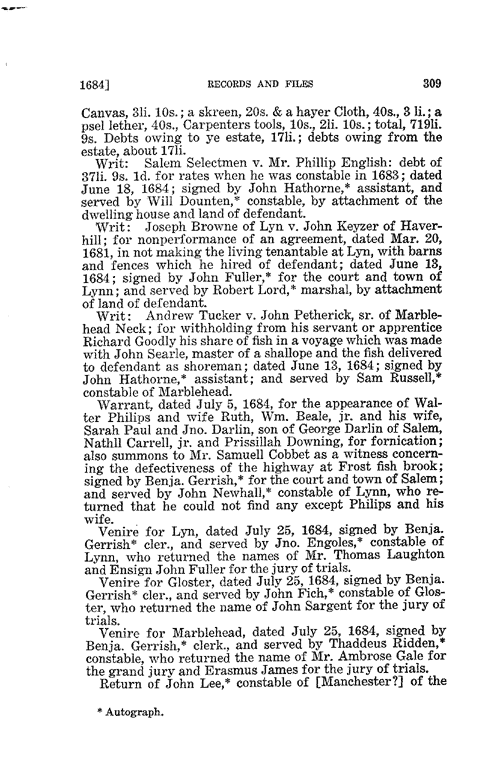 1684] RECORDS AND FILES 309
Canvas, 3li. 10s.; a skreen, 20s. & a hayer Cloth, 40s., 3 li.; a
psel lether, 40s., Carpenters tools, 10s., 2li. 10s.; total, 719li.
9s. Debts owing to ye estate, 17li.; debts owing from the
estate, about 17li.
Writ: Salem Selectmen v. Mr. Phillip English: debt of
37li. 9s. 1d. for rates when he was constable in 1683; dated
June 18, 1684; signed by John Hathorne,* assistant, and
served by Will Dounten,* constable, by attachment of the
dwelling house and land of defendant.
Writ: Joseph Browne of Lyn v. John Keyzer of Haver-
hill; for nonperformance of an agreement, dated Mar. 20,
1681, in not making the living tenantable at Lyn, with barns
and fences which he hired of defendant; dated June 13,
1684; signed by John Fuller,* for the court and town of
Lynn; and served by Robert Lord,* marshal, by attachment
of land of defendant.
Writ: Andrew Tucker v. John Petherick, sr. of Marble-
head Neck; for withholding from his servant or apprentice
Richard Goodly his share of fish in a voyage which was made
with John Searle, master of a shallope and the fish delivered
to defendant as shoreman; dated June 13, 1684; signed by
John Hathorne,* assistant; and served by Sam Russell,*
constable of Marblehead.
Warrant, dated July 5, 1684, for the appearance of Wal-
ter Philips and wife Ruth, Wm. Beale, jr. and his wife,
Sarah Paul and Jno. Darlin, son of George Darlin of Salem,
Nathll Carrell, jr. and Prissillah Downing, for fornication;
also summons to Mr. Samuell Cobbet as a witness concern-
ing the defectiveness of the highway at Frost fish brook;
signed by Benja. Gerrish,* for the court and town of Salem;
and served by John Newhall,* constable of Lynn, who re-
turned that he could not find any except Philips and his
wife.
Venire for Lyn, dated July 25, 1684, signed by Benja.
Gerrish* cler., and served by Jno. Engoles,* constable of
Lynn, who returned the names of Mr. Thomas Laughton
and Ensign John Fuller for the jury of trials.
Venire for Gloster, dated July 25, 1684, signed by Benja.
Gerrish* cler., and served by John Fich,* constable of Glos-
ter, who returned the name of John Sargent for the jury of
trials.
Venire for Marblehead, dated July 25, 1684, signed by
Benja. Gerrish,* clerk., and served by Thaddeus Ridden,*
constable, who returned the name of Mr. Ambrose Gale for
the grand jury and Erasmus James for the jury of trials.
Return of John Lee,* constable of [Manchester?] of the
* Autograph.